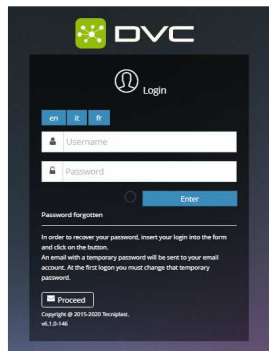 DVC
Login
en it fr
Username
Password
Enter
Password forgotten
In order to recover your password, insert your login into the form
and click on the button.
An email with a temporary password will be sent to your email
account. At the first logon you must change that temporary
password.
Proceed
Copyright @ 2015-2020 Tecniplast.
v6.1.0-146